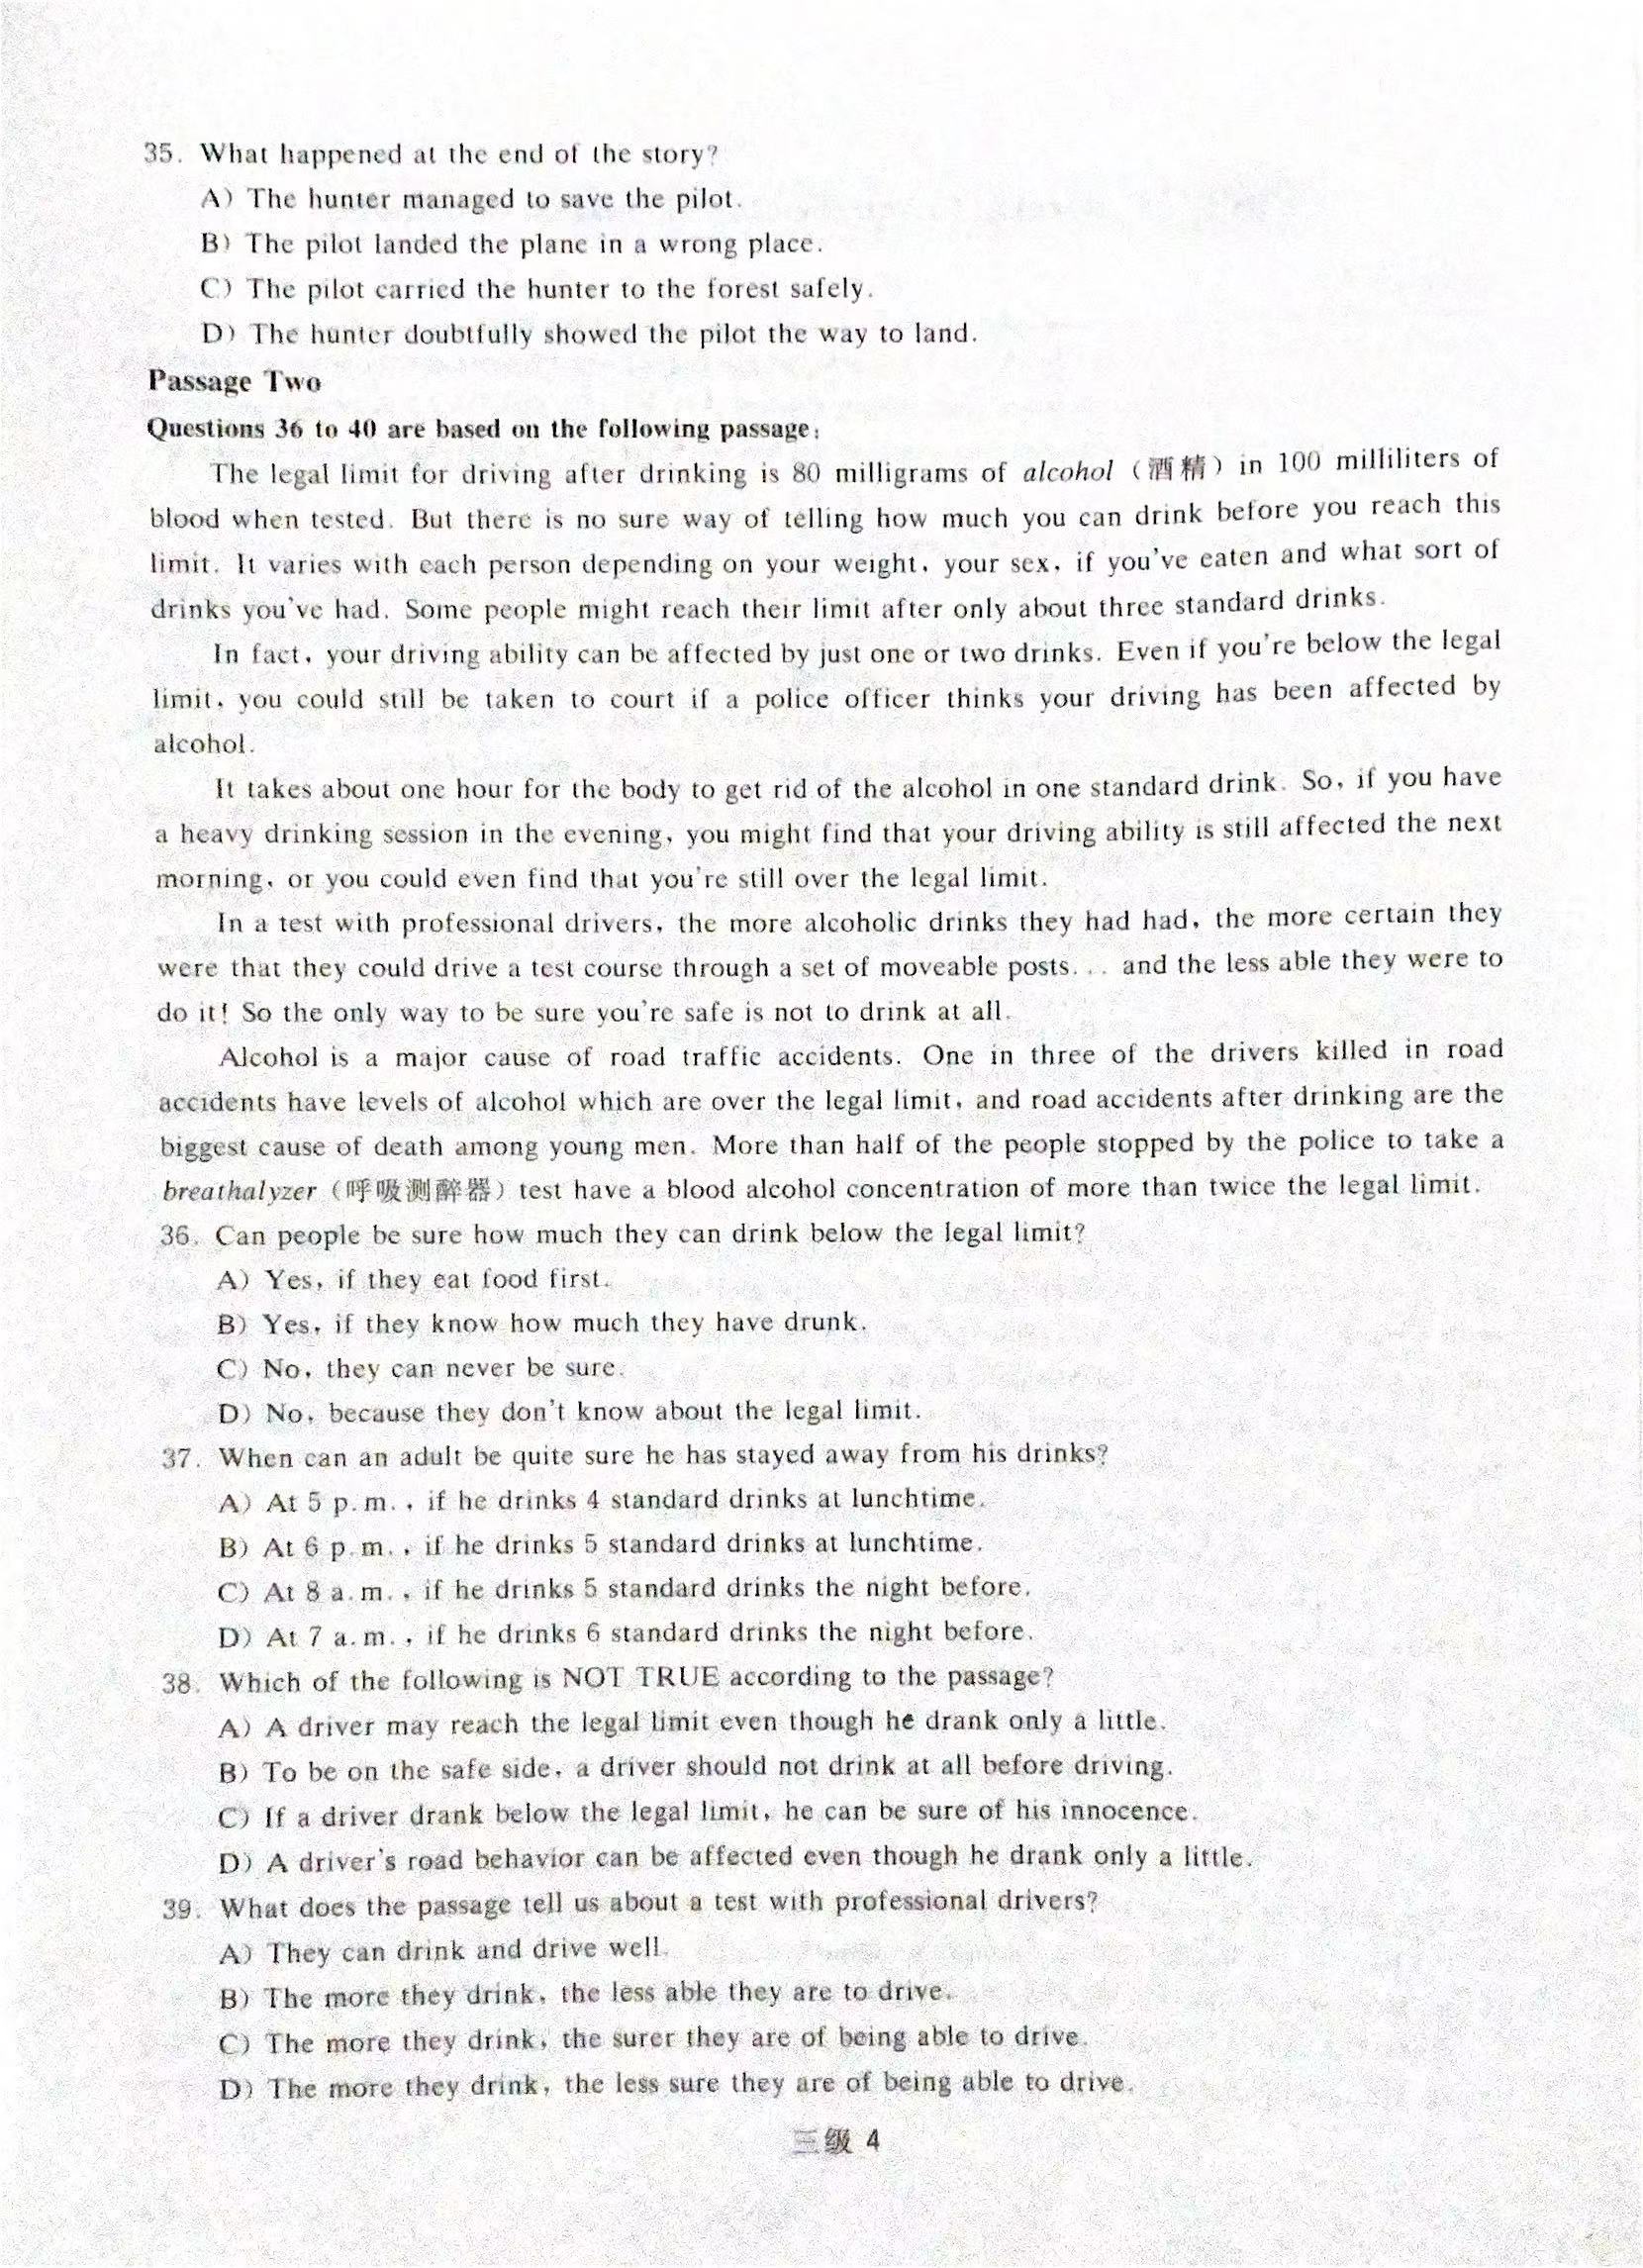 35. What happened at the end of the story?
A) The hunter managed to save the pilot.
B) The pilot landed the plane in a wrong place.
C) The pilot carried the hunter to the forest safely.
D) The hunter doubtfully showed the pilot the way to land.
Passage Two
Questions 36 to 40 are based on the following passage:
The legal limit for driving after drinking is 80 milligrams of alcohol (酒精) in 100 milliliters of
blood when tested. But there is no sure way of telling how much you can drink before you reach this
limit. It varies with each person depending on your weight, your sex, if you've eaten and what sort of
drinks you've had. Some people might reach their limit after only about three standard drinks.
In fact, your driving ability can be affected by just one or two drinks. Even if you're below the legal
limit, you could still be taken to court if a police officer thinks your driving has been affected by
alcohol.
It takes about one hour for the body to get rid of the alcohol in one standard drink. So, if you have
a heavy drinking session in the evening, you might find that your driving ability is still affected the next
morning, or you could even find that you're still over the legal limit.
In a test with professional drivers, the more alcoholic drinks they had had, the more certain they
were that they could drive a test course through a set of moveable posts... and the less able they were to
do it! So the only way to be sure you're safe is not to drink at all.
Alcohol is a major cause of road traffic accidents. One in three of the drivers killed in road
accidents have levels of alcohol which are over the legal limit, and road accidents after drinking are the
biggest cause of death among young men. More than half of the people stopped by the police to take a
breathalyzer (呼吸测醉器) test have a blood alcohol concentration of more than twice the legal limit.
36. Can people be sure how much they can drink below the legal limit?
A) Yes, if they eat food first.
B) Yes, if they know how much they have drunk.
C) No, they can never be sure.
D) No, because they don't know about the legal limit.
37. When can an adult be quite sure he has stayed away from his drinks?
A) At 5 p.m., if he drinks 4 standard drinks at lunchtime.
B) At 6 p.m., if he drinks 5 standard drinks at lunchtime.
C) At 8 a.m., if he drinks 5 standard drinks the night before.
D) At 7 a.m., if he drinks 6 standard drinks the night before.
38. Which of the following is NOT TRUE according to the passage?
A) A driver may reach the legal limit even though he drank only a little.
B) To be on the safe side, a driver should not drink at all before driving.
C) If a driver drank below the legal limit, he can be sure of his innocence.
D) A driver's road behavior can be affected even though he drank only a little.
39. What does the passage tell us about a test with professional drivers?
A) They can drink and drive well.
B) The more they drink, the less able they are to drive.
C) The more they drink, the surer they are of being able to drive.
D) The more they drink, the less sure they are of being able to drive.
三级 4